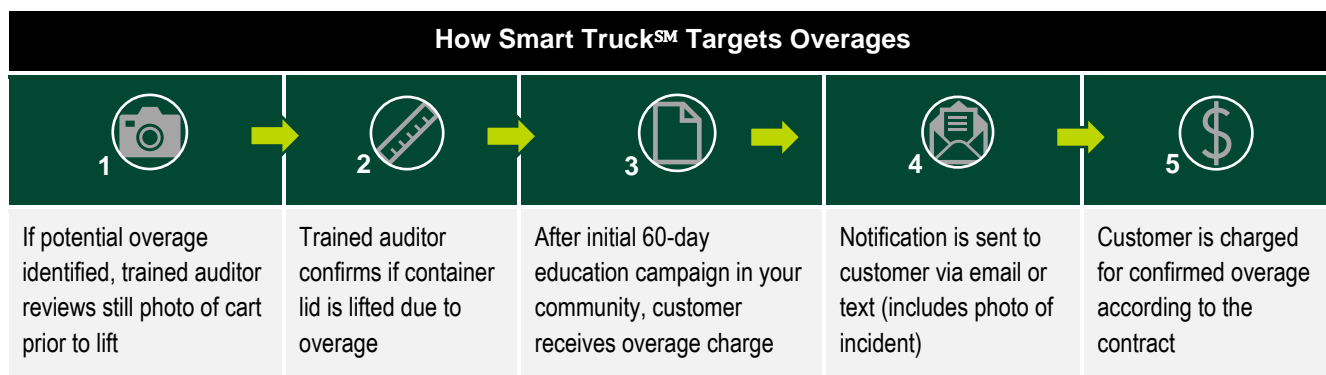 How Smart Truck℠ Targets Overages
1
2
3
4
5
If potential overage
identified, trained auditor
reviews still photo of cart
prior to lift
Trained auditor
confirms if container
lid is lifted due to
overage
After initial 60-day
education campaign in your
community, customer
receives overage charge
Notification is sent to
customer via email or
text (includes photo of
incident)
Customer is charged
for confirmed overage
according to the
contract